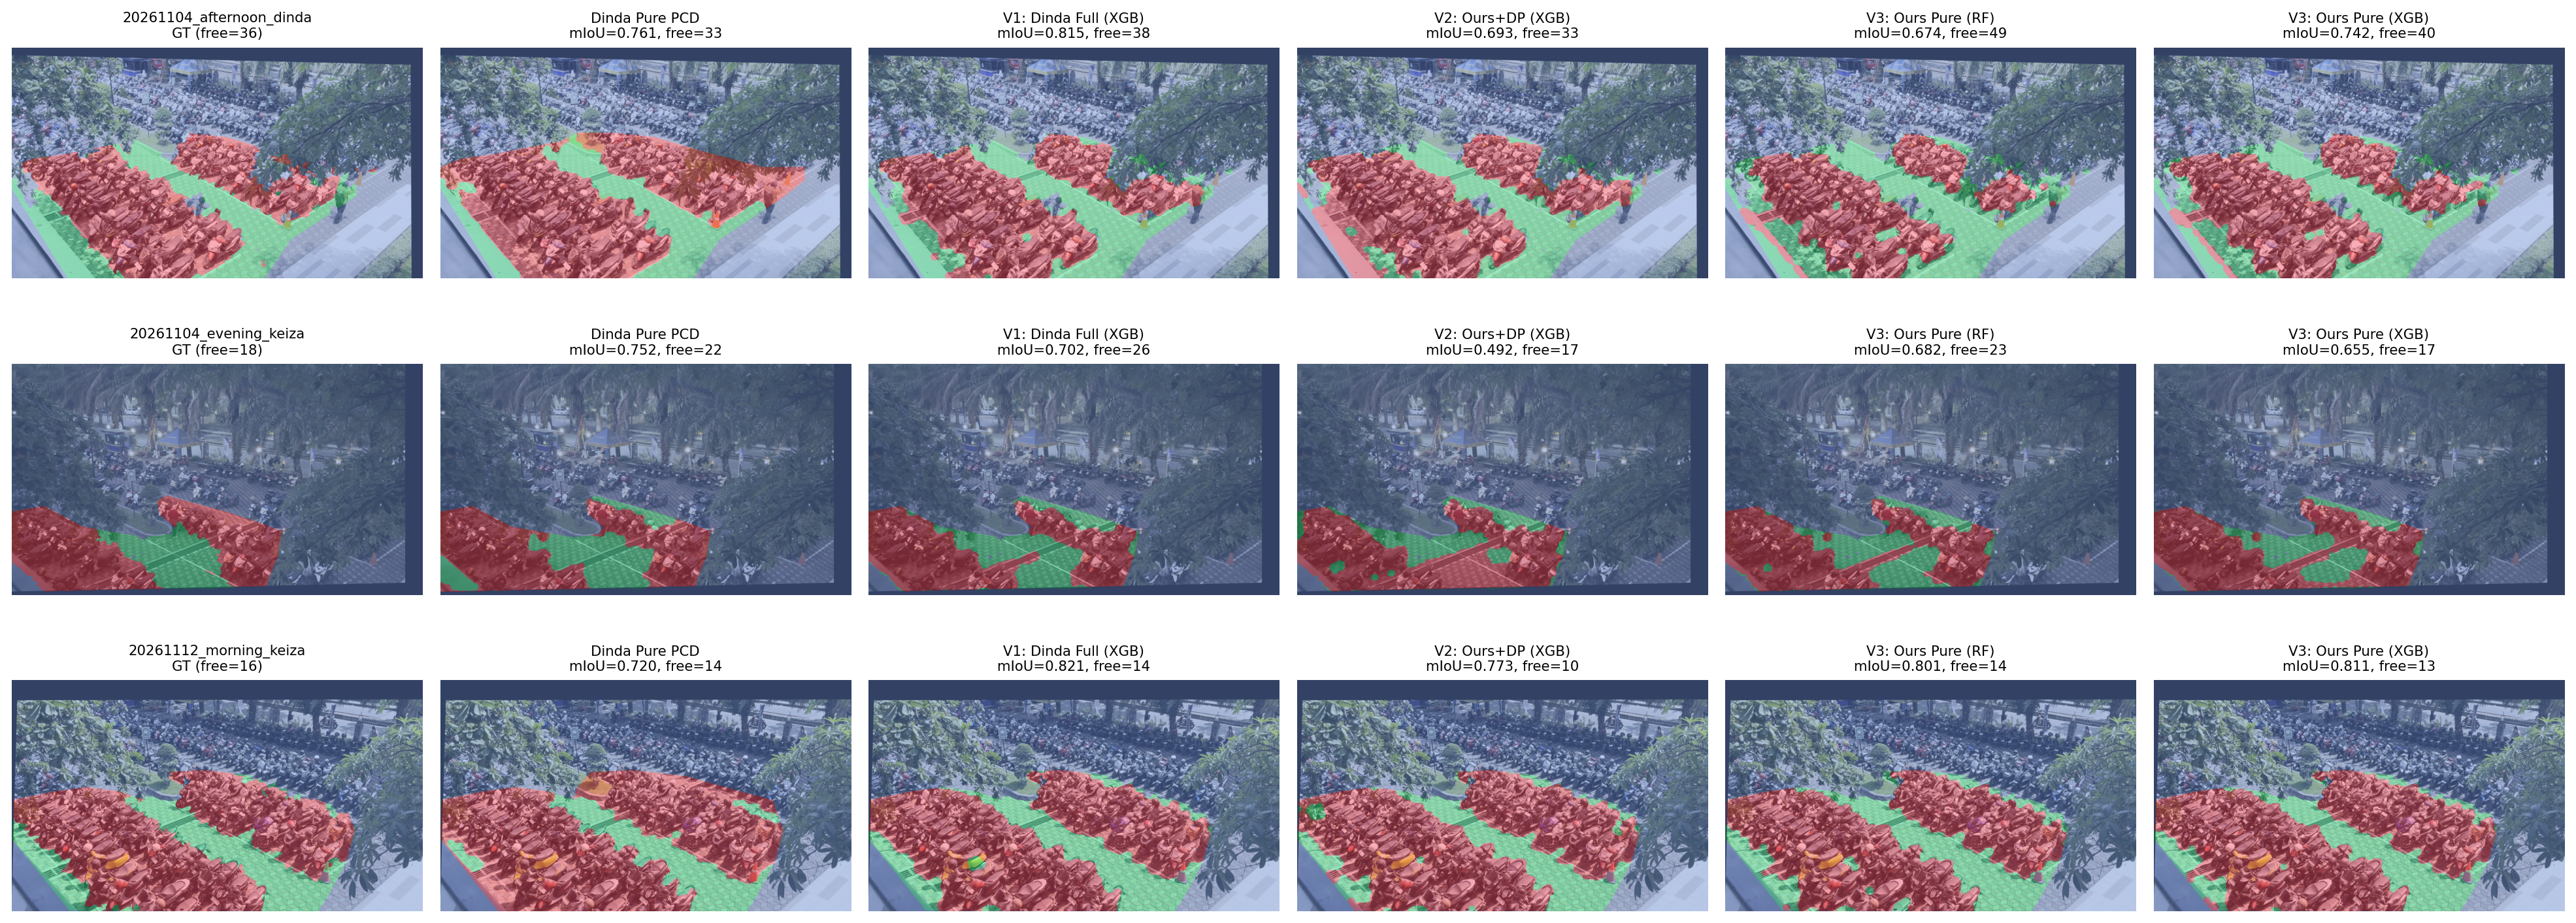 20261104_afternoon_dinda
GT (free=36)
Dinda Pure PCD
mIoU=0.761, free=33
V1: Dinda Full (XGB)
mIoU=0.815, free=38
V2: Ours+DP (XGB)
mIoU=0.693, free=33
V3: Ours Pure (RF)
mIoU=0.674, free=49
V3: Ours Pure (XGB)
mIoU=0.742, free=40
20261104_evening_keiza
GT (free=18)
Dinda Pure PCD
mIoU=0.752, free=22
V1: Dinda Full (XGB)
mIoU=0.702, free=26
V2: Ours+DP (XGB)
mIoU=0.492, free=17
V3: Ours Pure (RF)
mIoU=0.682, free=23
V3: Ours Pure (XGB)
mIoU=0.655, free=17
20261112_morning_keiza
GT (free=16)
Dinda Pure PCD
mIoU=0.720, free=14
V1: Dinda Full (XGB)
mIoU=0.821, free=14
V2: Ours+DP (XGB)
mIoU=0.773, free=10
V3: Ours Pure (RF)
mIoU=0.801, free=14
V3: Ours Pure (XGB)
mIoU=0.811, free=13